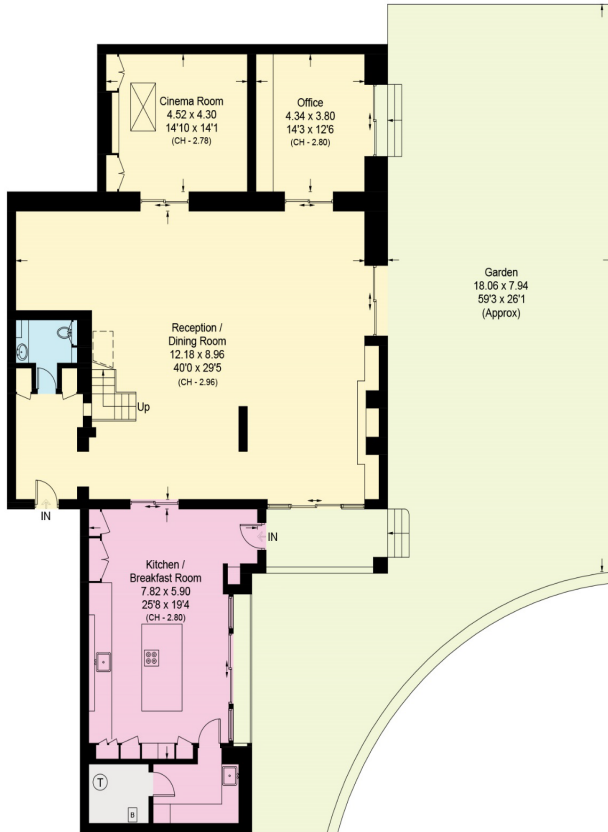 Cinema Room
4.52 x 4.30
14'10 x 14'1
(CH - 2.78)
Office
4.34 x 3.80
14'3 x 12'6
(CH - 2.80)
Garden
18.06 x 7.94
59'3 x 26'1
(Approx)
Reception /
Dining Room
12.18 x 8.96
40'0 x 29'5
(CH - 2.96)
Up
IN
IN
Kitchen /
Breakfast Room
7.82 x 5.90
25'8 x 19'4
(CH - 2.80)
T
B